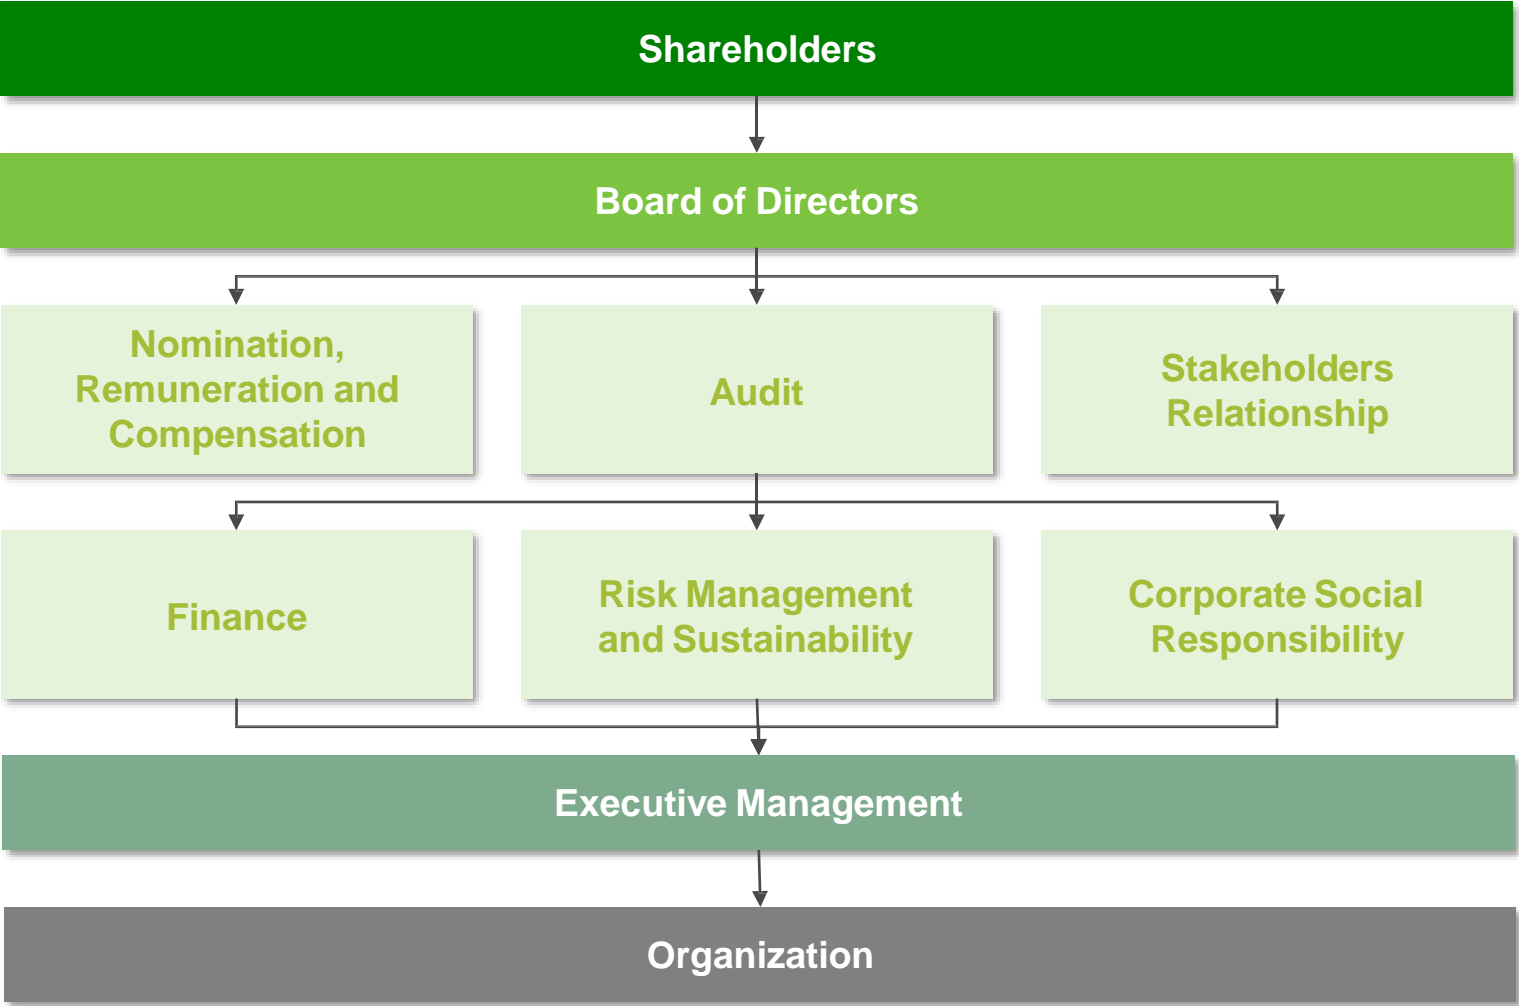 Shareholders
Board of Directors
Nomination,
Remuneration and
Compensation
Audit
Stakeholders
Relationship
Finance
Risk Management
and Sustainability
Corporate Social
Responsibility
Executive Management
Organization